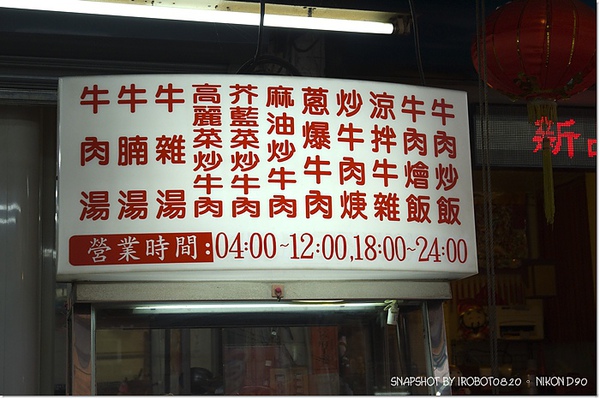 牛肉湯
牛腩湯
牛雜湯
高麗菜炒牛肉
芥藍菜炒牛肉
麻油炒牛肉
蔥爆牛肉
炒牛肉焿
涼拌牛雜
牛肉燴飯
牛肉炒飯
營業時間:04:00~12:00,18:00~24:00
新
SNAPSHOT BY IROBOT0820 。 NIKON D90